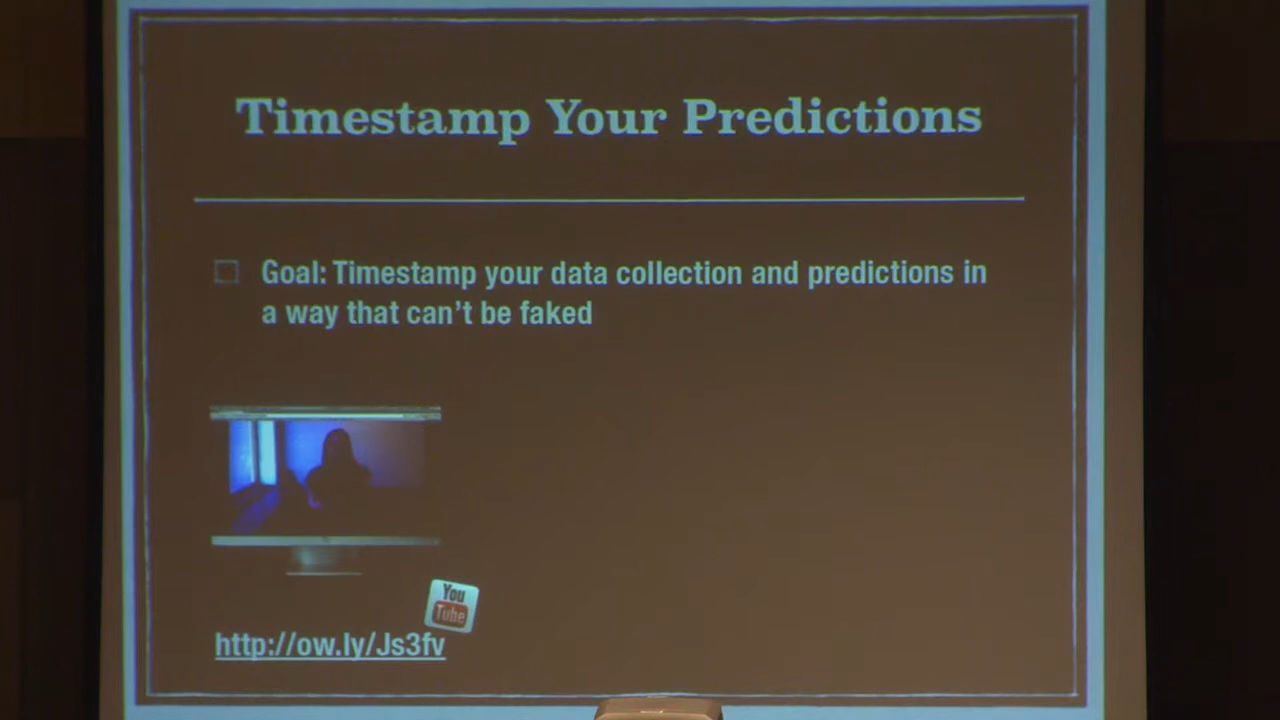 Timestamp Your Predictions
Goal: Timestamp your data collection and predictions in
a way that can't be faked
You
Tube
http://ow.ly/Js3fv